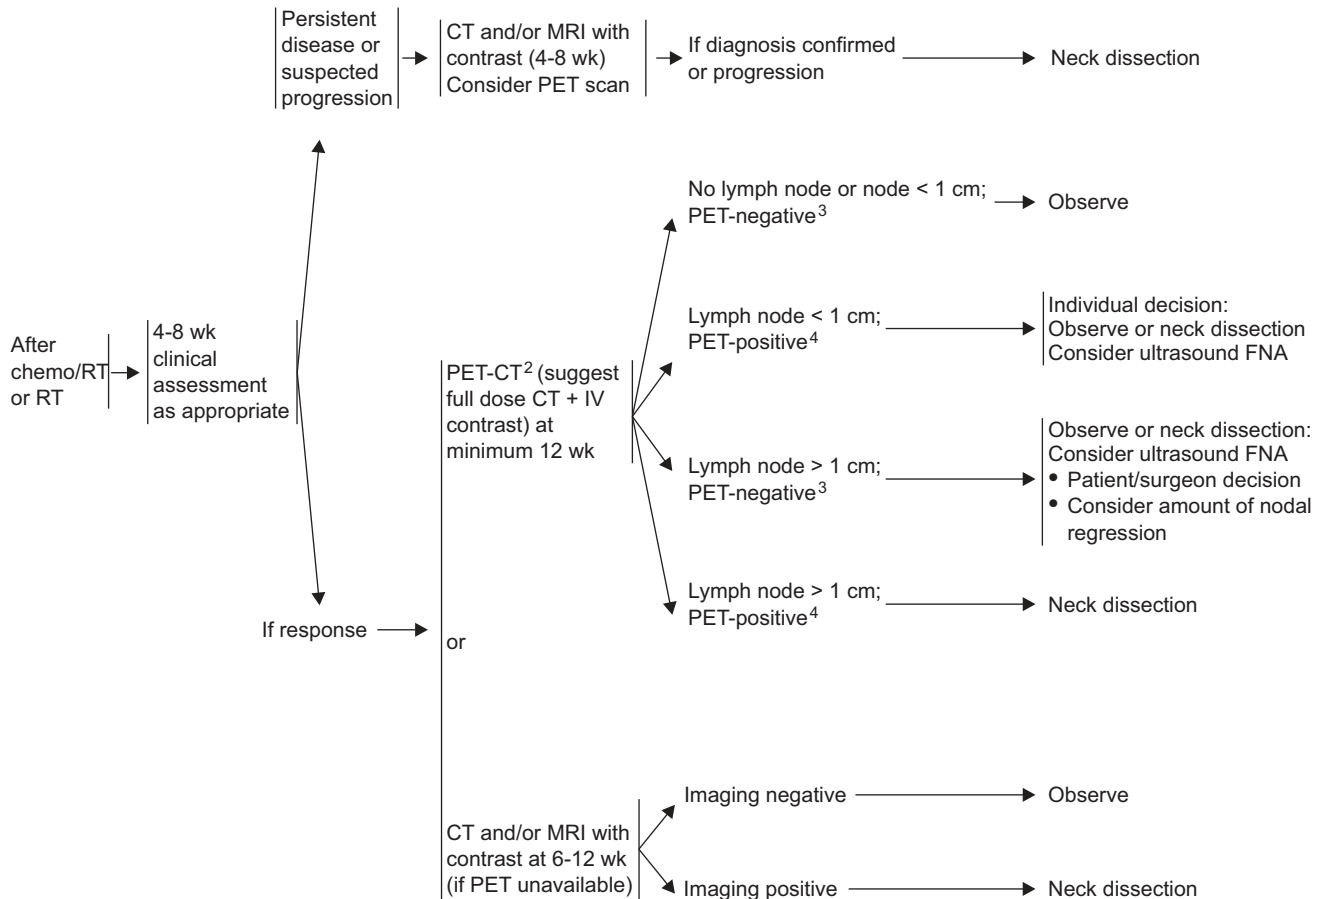 Persistent
disease or
suspected
progression
CT and/or MRI with
contrast (4-8 wk)
Consider PET scan
If diagnosis confirmed
or progression
Neck dissection
After
chemo/RT
or RT
4-8 wk
clinical
assessment
as appropriate
If response
PET-CT2 (suggest
full dose CT + IV
contrast) at
minimum 12 wk
or
CT and/or MRI with
contrast at 6-12 wk
(if PET unavailable)
No lymph node or node < 1 cm;
PET-negative3
Observe
Lymph node < 1 cm;
PET-positive4
Individual decision:
Observe or neck dissection
Consider ultrasound FNA
Lymph node > 1 cm;
PET-negative3
Observe or neck dissection:
Consider ultrasound FNA
• Patient/surgeon decision
• Consider amount of nodal
regression
Lymph node > 1 cm;
PET-positive4
Neck dissection
Imaging negative
Observe
Imaging positive
Neck dissection